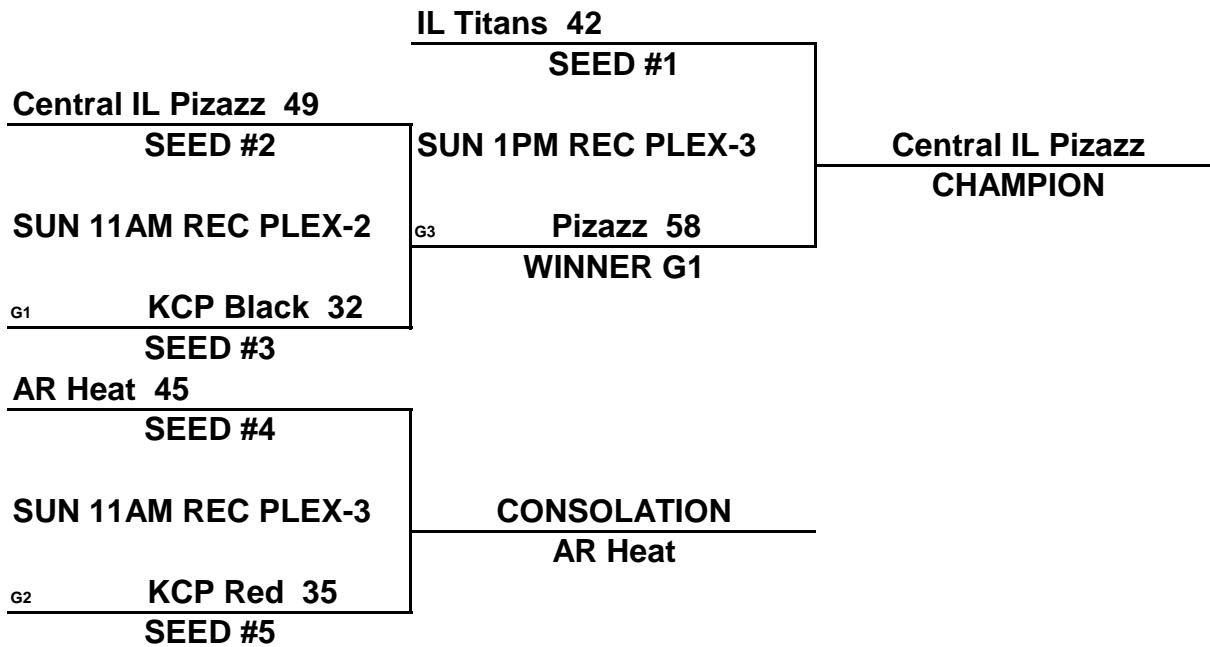 IL Titans 42
SEED #1
Central IL Pizazz 49
SEED #2
SUN 1PM REC PLEX-3
Central IL Pizazz
CHAMPION
SUN 11AM REC PLEX-2
G3 Pizazz 58
WINNER G1
G1 KCP Black 32
SEED #3
AR Heat 45
SEED #4
SUN 11AM REC PLEX-3
CONSOLATION
AR Heat
G2 KCP Red 35
SEED #5